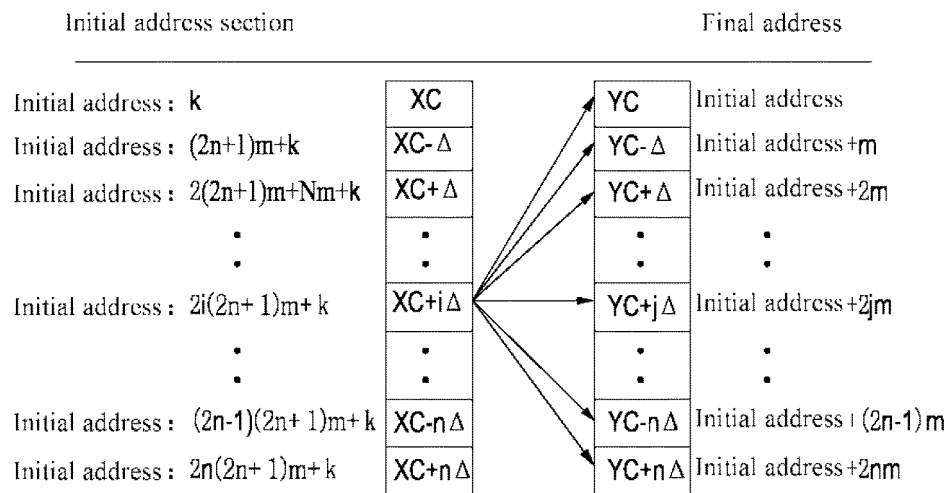 Initial address section Final address
Initial address: k XC YC Initial address
Initial address: (2n+1)m+k XC-Δ YC-Δ Initial address+m
Initial address: 2(2n+1)m+Nm+k XC+Δ YC+Δ Initial address+2m
Initial address: 2i(2n+1)m+k XC+iΔ YC+jΔ Initial address+2jm
Initial address: (2n-1)(2n+1)m+k XC-nΔ YC-nΔ Initial address+(2n-1)m
Initial address: 2n(2n+1)m+k XC+nΔ YC+nΔ Initial address+2nm